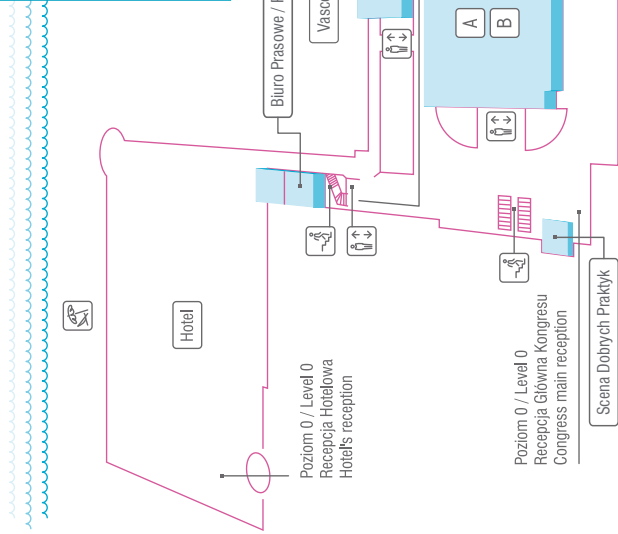 Biuro Prasowe /
A
B
Hotel
Poziom 0 / Level 0
Recepcja Hotelowa
Hotel's reception
Poziom 0 / Level 0
Recepcja Główna Kongresu
Congress main reception
Scena Dobrych Praktyk